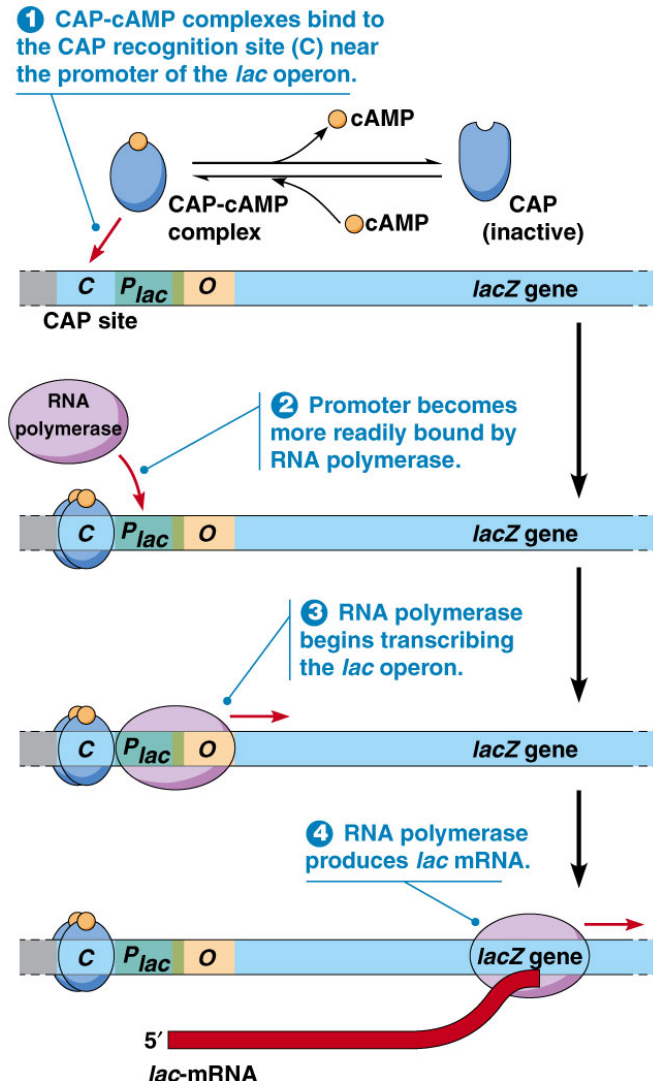 1 CAP-cAMP complexes bind to
the CAP recognition site (C) near
the promoter of the lac operon.
cAMP
CAP-cAMP
complex
cAMP
CAP
(inactive)
C
Plac
O
lacZ gene
CAP site
RNA
polymerase
2 Promoter becomes
more readily bound by
RNA polymerase.
C
Plac
O
lacZ gene
3 RNA polymerase
begins transcribing
the lac operon.
C
Plac
O
lacZ gene
4 RNA polymerase
produces lac mRNA.
C
Plac
O
lacZ gene
5′
lac-mRNA